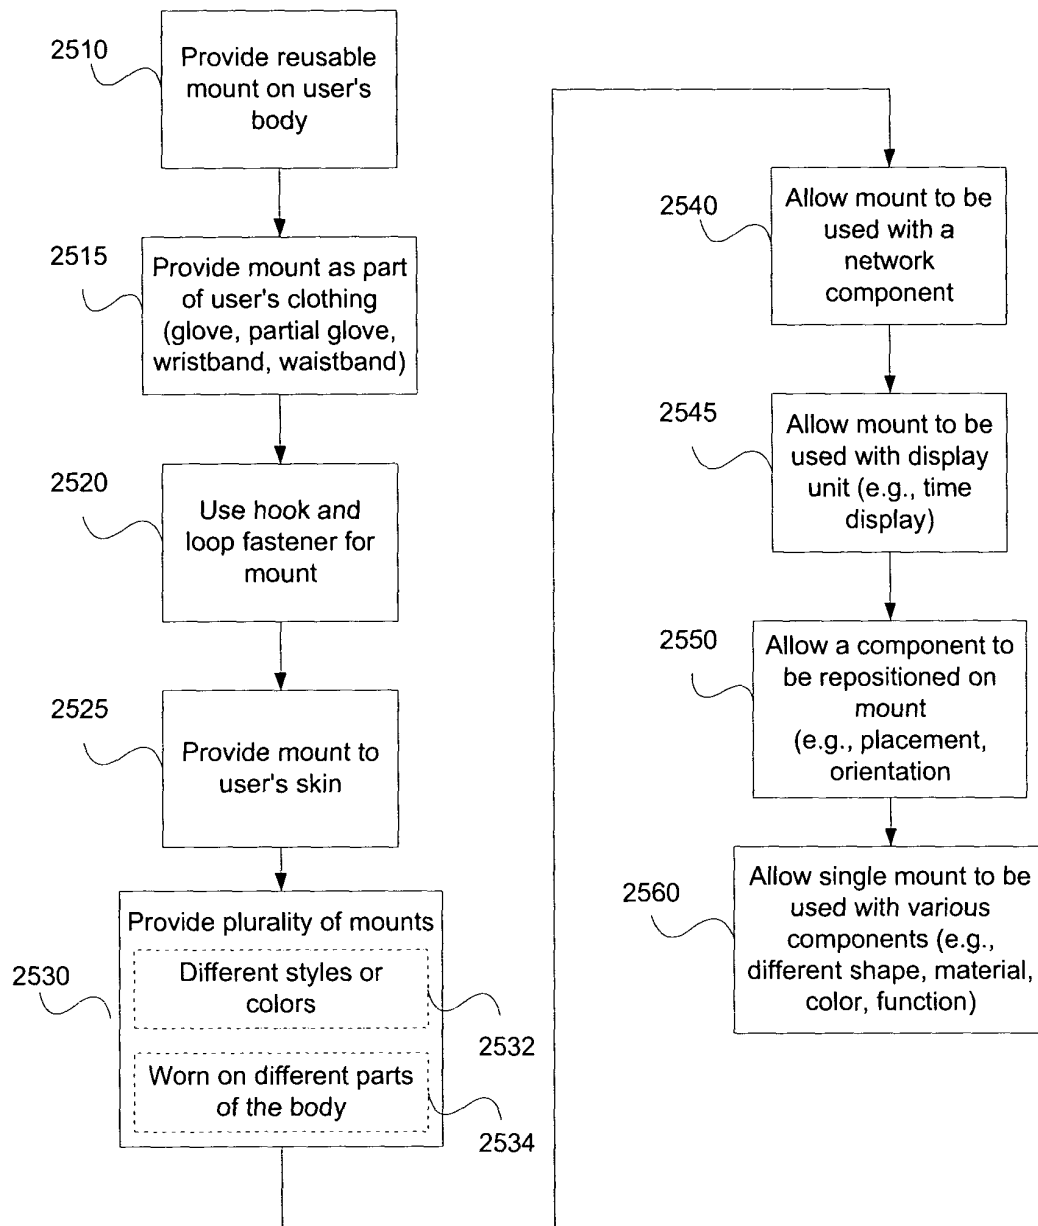 2510
Provide reusable
mount on user's
body
2515
Provide mount as part
of user's clothing
(glove, partial glove,
wristband, waistband)
2520
Use hook and
loop fastener for
mount
2525
Provide mount to
user's skin
2530
Provide plurality of mounts
Different styles or
colors
2532
Worn on different parts
of the body
2534
2540
Allow mount to be
used with a
network
component
2545
Allow mount to be
used with display
unit (e.g., time
display)
2550
Allow a component to
be repositioned on
mount
(e.g., placement,
orientation
2560
Allow single mount to be
used with various
components (e.g.,
different shape, material,
color, function)